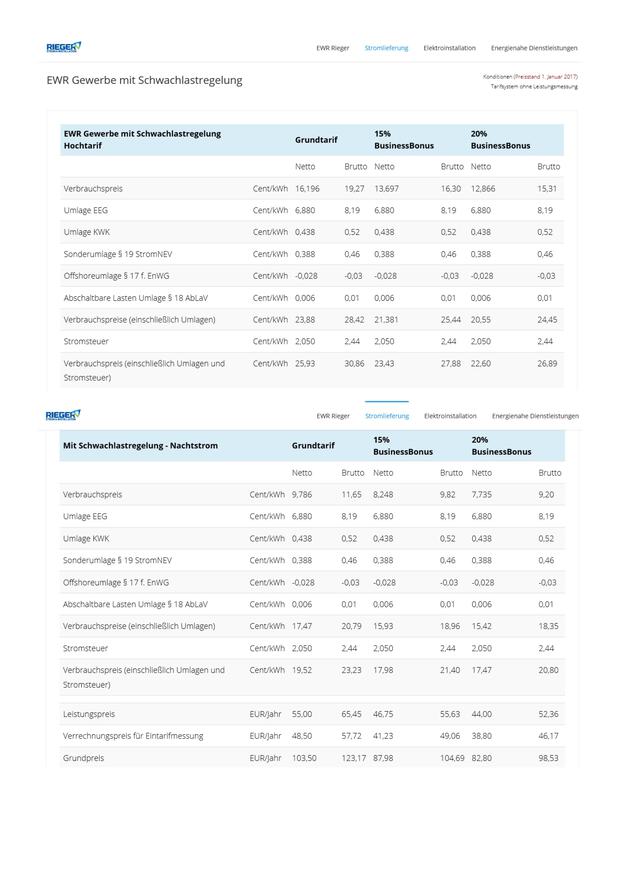 RIEGER EWR Rieger Stromlieferung Elektroinstallation Energienahe Dienstleistungen
EWR Gewerbe mit Schwachlastregelung
Konditionen (Preisstand 1. Januar 2017)
Tarifsystem ohne Leistungsmessung
EWR Gewerbe mit Schwachlastregelung Hochtarif Grundtarif 15% BusinessBonus 20% BusinessBonus
Netto Brutto Netto Brutto Netto Brutto
Verbrauchspreis Cent/kWh 16,196 19,27 13,697 16,30 12,866 15,31
Umlage EEG Cent/kWh 6,880 8,19 6,880 8,19 6,880 8,19
Umlage KWK Cent/kWh 0,438 0,52 0,438 0,52 0,438 0,52
Sonderumlage § 19 StromNEV Cent/kWh 0,388 0,46 0,388 0,46 0,388 0,46
Offshoreumlage § 17 f. EnWG Cent/kWh -0,028 -0,03 -0,028 -0,03 -0,028 -0,03
Abschaltbare Lasten Umlage § 18 AbLaV Cent/kWh 0,006 0,01 0,006 0,01 0,006 0,01
Verbrauchspreise (einschließlich Umlagen) Cent/kWh 23,88 28,42 21,381 25,44 20,55 24,45
Stromsteuer Cent/kWh 2,050 2,44 2,050 2,44 2,050 2,44
Verbrauchspreis (einschließlich Umlagen und Stromsteuer) Cent/kWh 25,93 30,86 23,43 27,88 22,60 26,89
RIEGER EWR Rieger Stromlieferung Elektroinstallation Energienahe Dienstleistungen
Mit Schwachlastregelung - Nachtstrom Grundtarif 15% BusinessBonus 20% BusinessBonus
Netto Brutto Netto Brutto Netto Brutto
Verbrauchspreis Cent/kWh 9,786 11,65 8,248 9,82 7,735 9,20
Umlage EEG Cent/kWh 6,880 8,19 6,880 8,19 6,880 8,19
Umlage KWK Cent/kWh 0,438 0,52 0,438 0,52 0,438 0,52
Sonderumlage § 19 StromNEV Cent/kWh 0,388 0,46 0,388 0,46 0,388 0,46
Offshoreumlage § 17 f. EnWG Cent/kWh -0,028 -0,03 -0,028 -0,03 -0,028 -0,03
Abschaltbare Lasten Umlage § 18 AbLaV Cent/kWh 0,006 0,01 0,006 0,01 0,006 0,01
Verbrauchspreise (einschließlich Umlagen) Cent/kWh 17,47 20,79 15,93 18,96 15,42 18,35
Stromsteuer Cent/kWh 2,050 2,44 2,050 2,44 2,050 2,44
Verbrauchspreis (einschließlich Umlagen und Stromsteuer) Cent/kWh 19,52 23,23 17,98 21,40 17,47 20,80
Leistungspreis EUR/Jahr 55,00 65,45 46,75 55,63 44,00 52,36
Verrechnungspreis für Eintarifmessung EUR/Jahr 48,50 57,72 41,23 49,06 38,80 46,17
Grundpreis EUR/Jahr 103,50 123,17 87,98 104,69 82,80 98,53